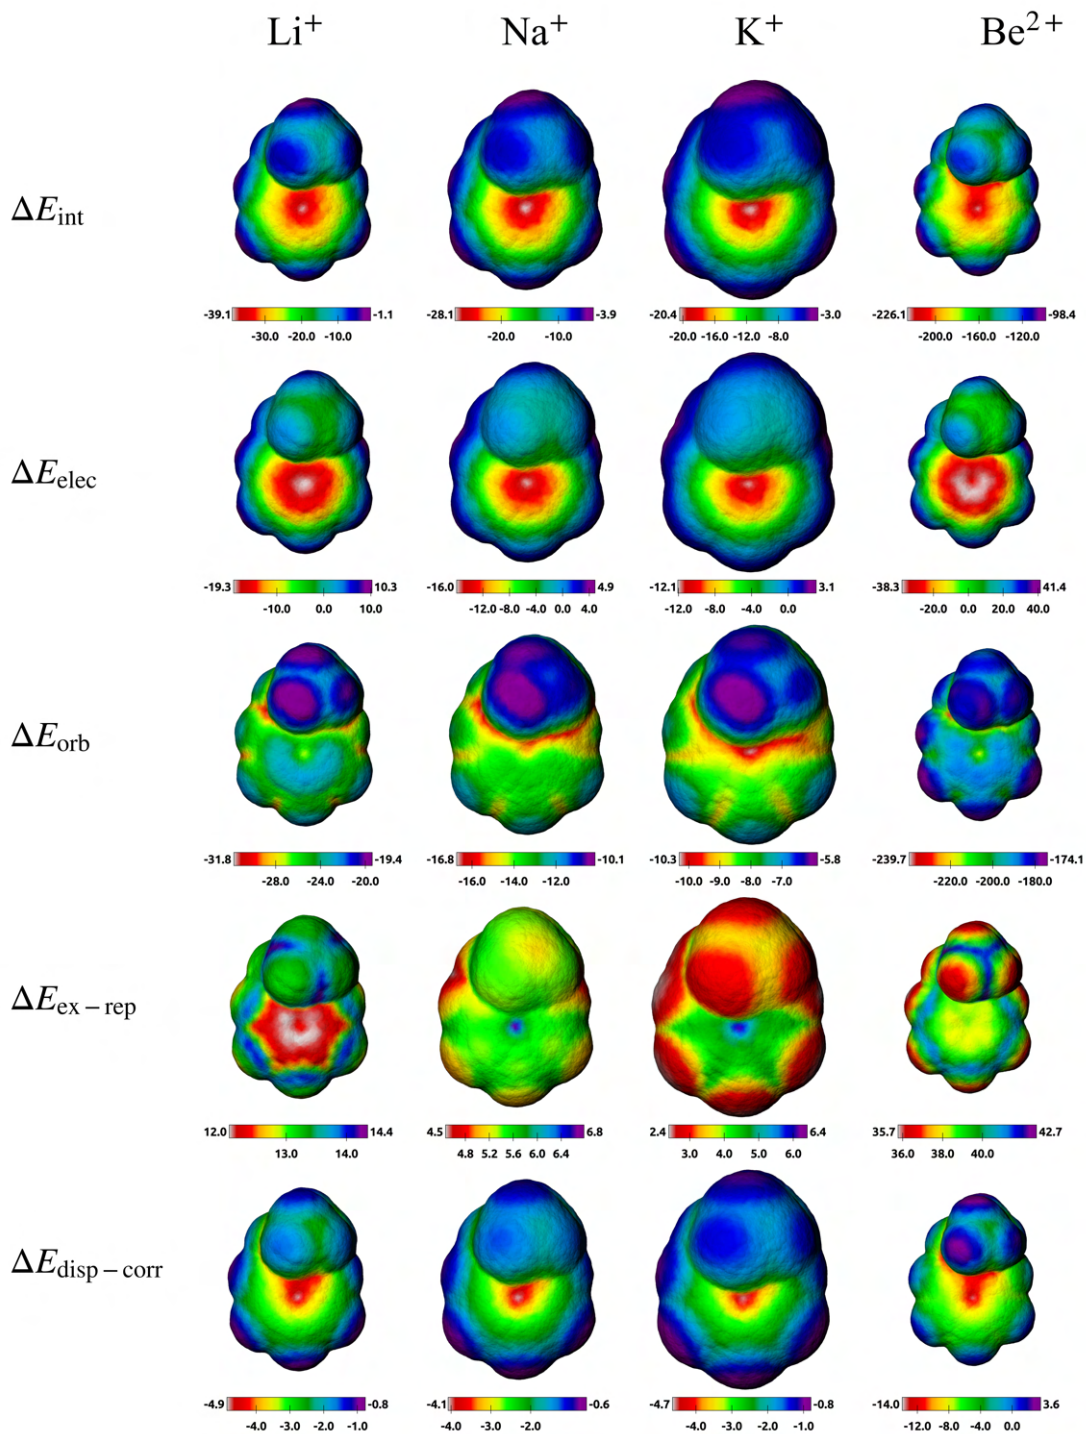 Li⁺ Na⁺ K⁺ Be²⁺
ΔE_int
-39.1 -1.1 -28.1 -3.9 -20.4 -3.0 -226.1 -98.4
-30.0 -20.0 -10.0 -20.0 -10.0 -20.0 -16.0 -12.0 -8.0 -200.0 -160.0 -120.0
ΔE_elec
-19.3 10.3 -16.0 4.9 -12.1 3.1 -38.3 41.4
-10.0 0.0 10.0 -12.0 -8.0 -4.0 0.0 4.0 -12.0 -8.0 -4.0 0.0 -20.0 0.0 20.0 40.0
ΔE_orb
-31.8 -19.4 -16.8 -10.1 -10.3 -5.8 -239.7 -174.1
-28.0 -24.0 -20.0 -16.0 -14.0 -12.0 -10.0 -9.0 -8.0 -7.0 -220.0 -200.0 -180.0
ΔE_ex – rep
12.0 14.4 4.5 6.8 2.4 6.4 35.7 42.7
13.0 14.0 4.8 5.2 5.6 6.0 6.4 3.0 4.0 5.0 6.0 36.0 38.0 40.0
ΔE_disp – corr
-4.9 -0.8 -4.1 -0.6 -4.7 -0.8 -14.0 3.6
-4.0 -3.0 -2.0 -1.0 -4.0 -3.0 -2.0 -4.0 -3.0 -2.0 -1.0 -12.0 -8.0 -4.0 0.0